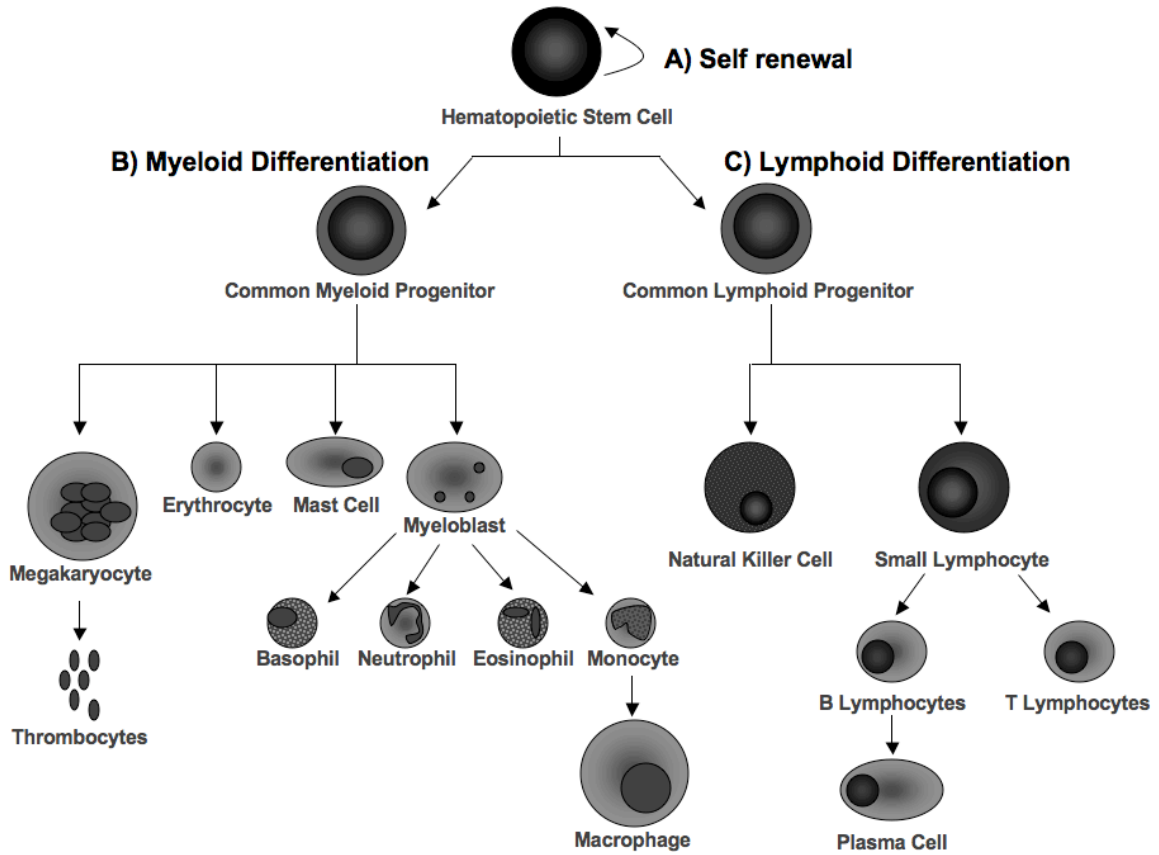 A) Self renewal
Hematopoietic Stem Cell
B) Myeloid Differentiation
C) Lymphoid Differentiation
Common Myeloid Progenitor
Common Lymphoid Progenitor
Erythrocyte
Mast Cell
Myeloblast
Megakaryocyte
Natural Killer Cell
Small Lymphocyte
Basophil
Neutrophil
Eosinophil
Monocyte
B Lymphocytes
T Lymphocytes
Thrombocytes
Macrophage
Plasma Cell